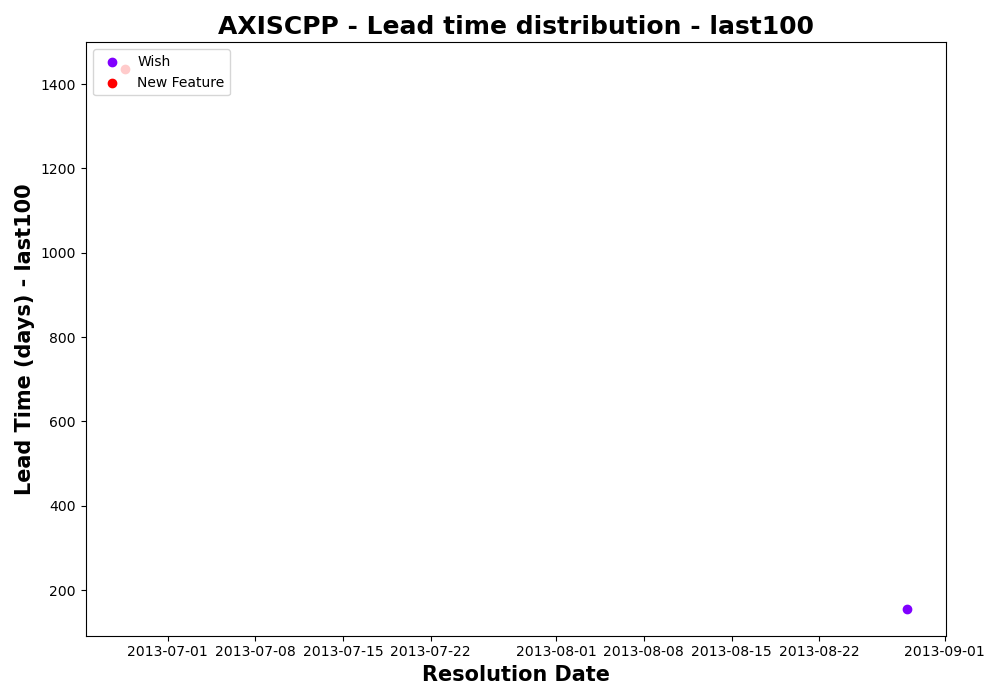 AXISCPP - Lead time distribution - last100
Wish
New Feature
Lead Time (days) - last100
1400
1200
1000
800
600
400
200
2013-07-01 2013-07-08 2013-07-15 2013-07-22 2013-08-01 2013-08-08 2013-08-15 2013-08-22 2013-09-01
Resolution Date